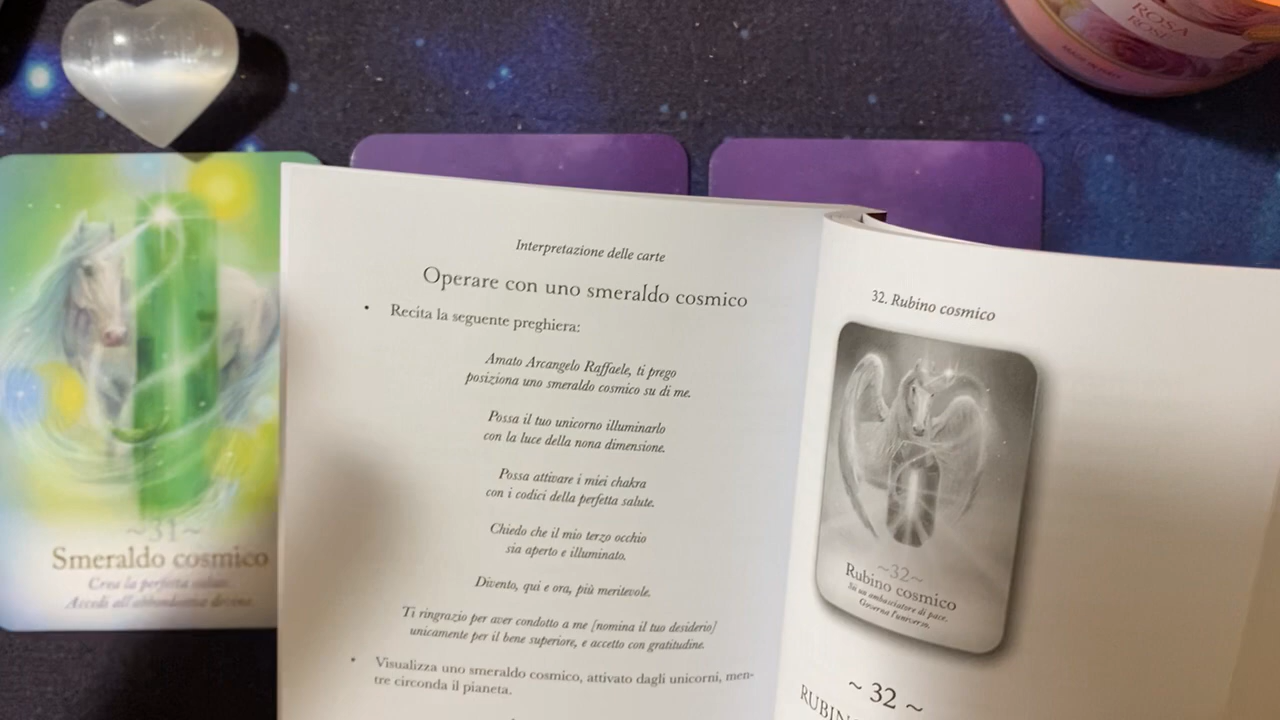 ROSA
ROSE
~31~
Smeraldo cosmico
Crea la perfetta salute.
Accedi all'abbondanza divina.
Interpretazione delle carte
Operare con uno smeraldo cosmico
• Recita la seguente preghiera:
Amato Arcangelo Raffaele, ti prego
posiziona uno smeraldo cosmico su di me.
Possa il tuo unicorno illuminarlo
con la luce della nona dimensione.
Possa attivare i miei chakra
con i codici della perfetta salute.
Chiedo che il mio terzo occhio
sia aperto e illuminato.
Divento, qui e ora, più meritevole.
Ti ringrazio per aver condotto a me [nomina il tuo desiderio]
unicamente per il bene superiore, e accetto con gratitudine.
• Visualizza uno smeraldo cosmico, attivato dagli unicorni, men-
tre circonda il pianeta.
32. Rubino cosmico
~32~
Rubino cosmico
Sii un ambasciatore di pace.
Governa l'universo.
~ 32 ~